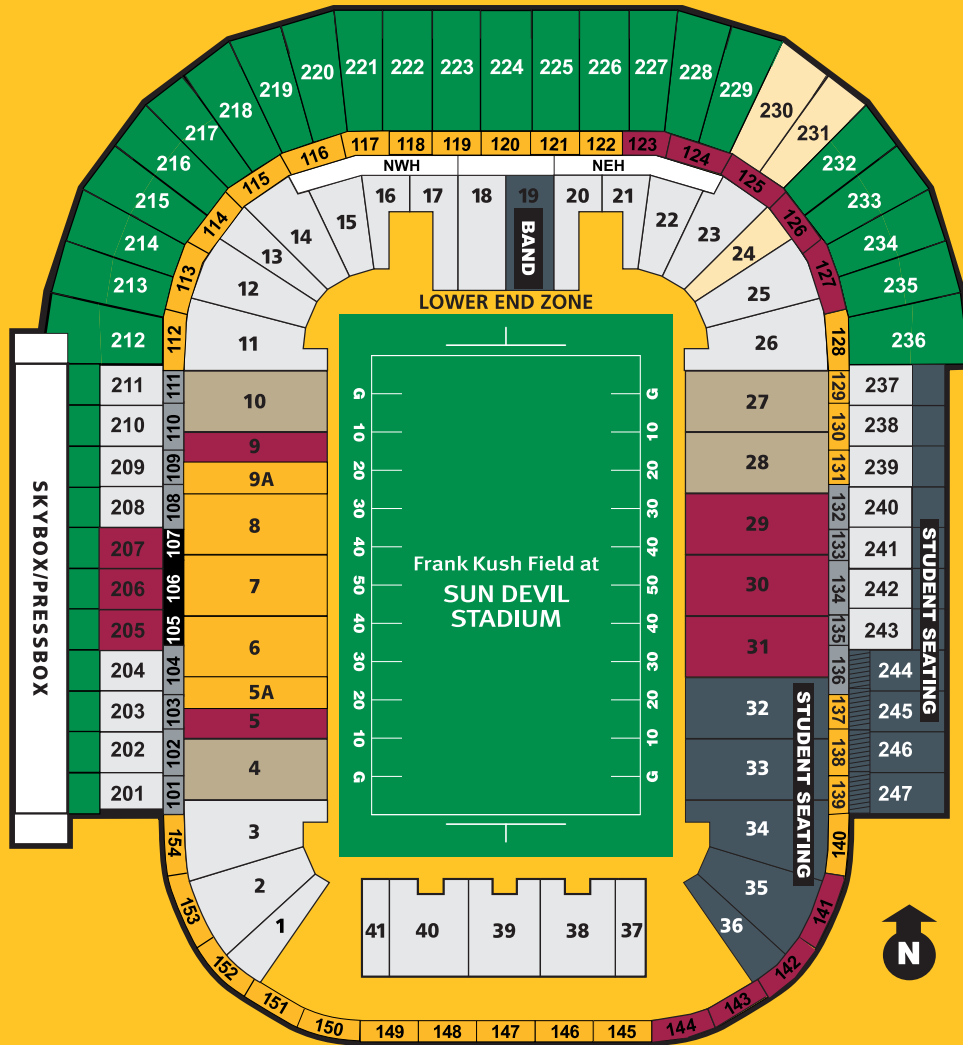 220 221 222 223 224 225 226 227 228
219 229
218 230
217 231
216 232
215 233
214 234
213 235
212 236
116 117 118 119 120 121 122 123 124
115 125
114 126
113 127
112 128
NWH NEH
16 17 18 19 20 21
15 22
14 23
13 24
12 25
11 26
BAND
LOWER END ZONE
211 111 10 27 129 237
210 110 130 238
209 109 9 28 131 239
9A
208 108 8 29 132 240
207 107 133 241
206 106 7 30 134 242
205 105 6 31 135 243
204 104 136 244
5A
203 103 5 32 137 245
202 102 4 33 138 246
201 101 139 247
154 3 34 140
153 2 35 141
152 1 36 142
151 143
150 149 148 147 146 145 144
41 40 39 38 37
G G
10 10
20 20
30 30
40 40
50 50
40 40
30 30
20 20
10 10
G G
Frank Kush Field at
SUN DEVIL
STADIUM
SKYBOX/PRESSBOX
STUDENT SEATING
STUDENT SEATING
N